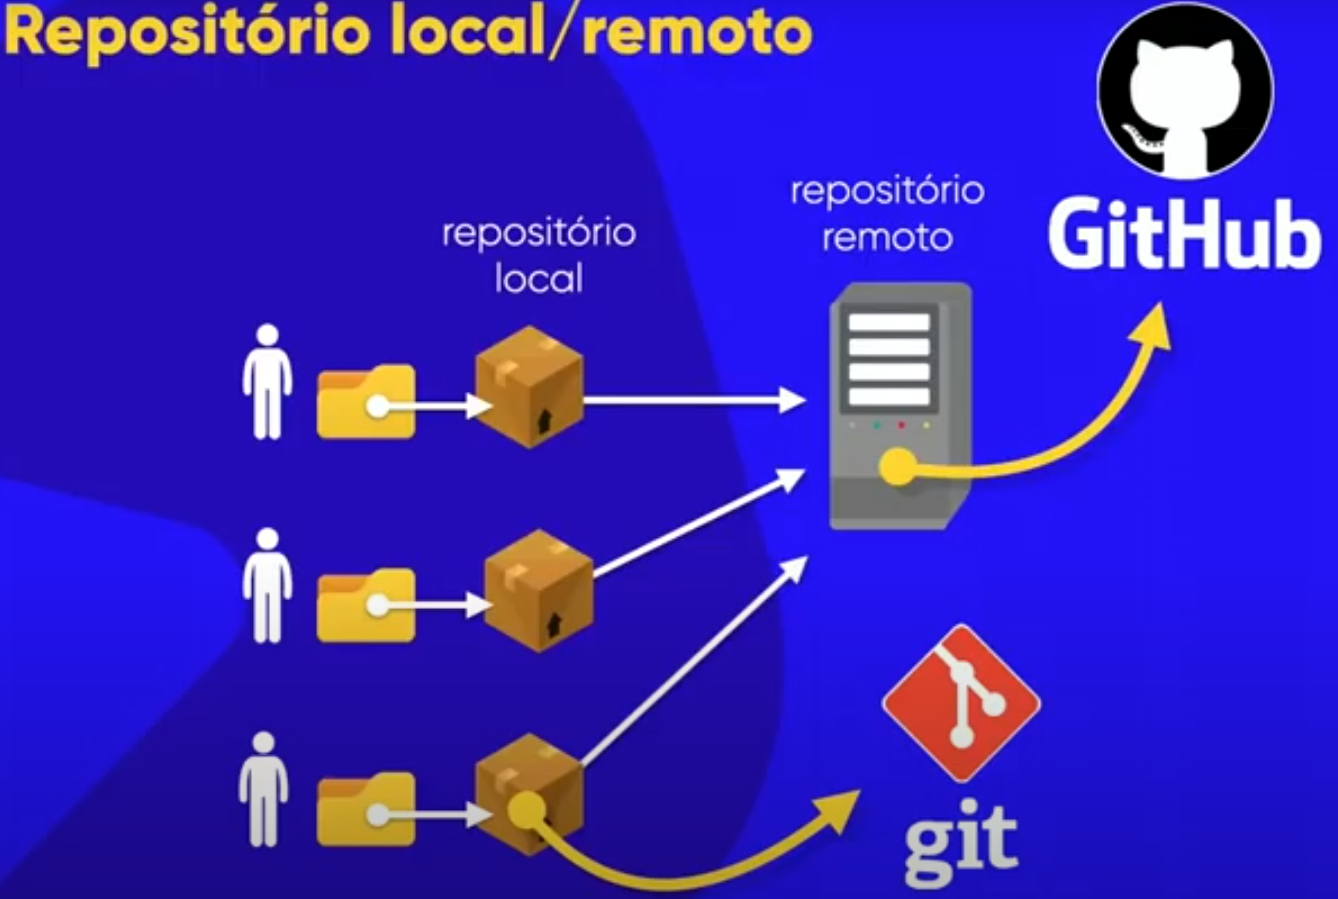 Repositório local/remoto
repositório
local
repositório
remoto
GitHub
git